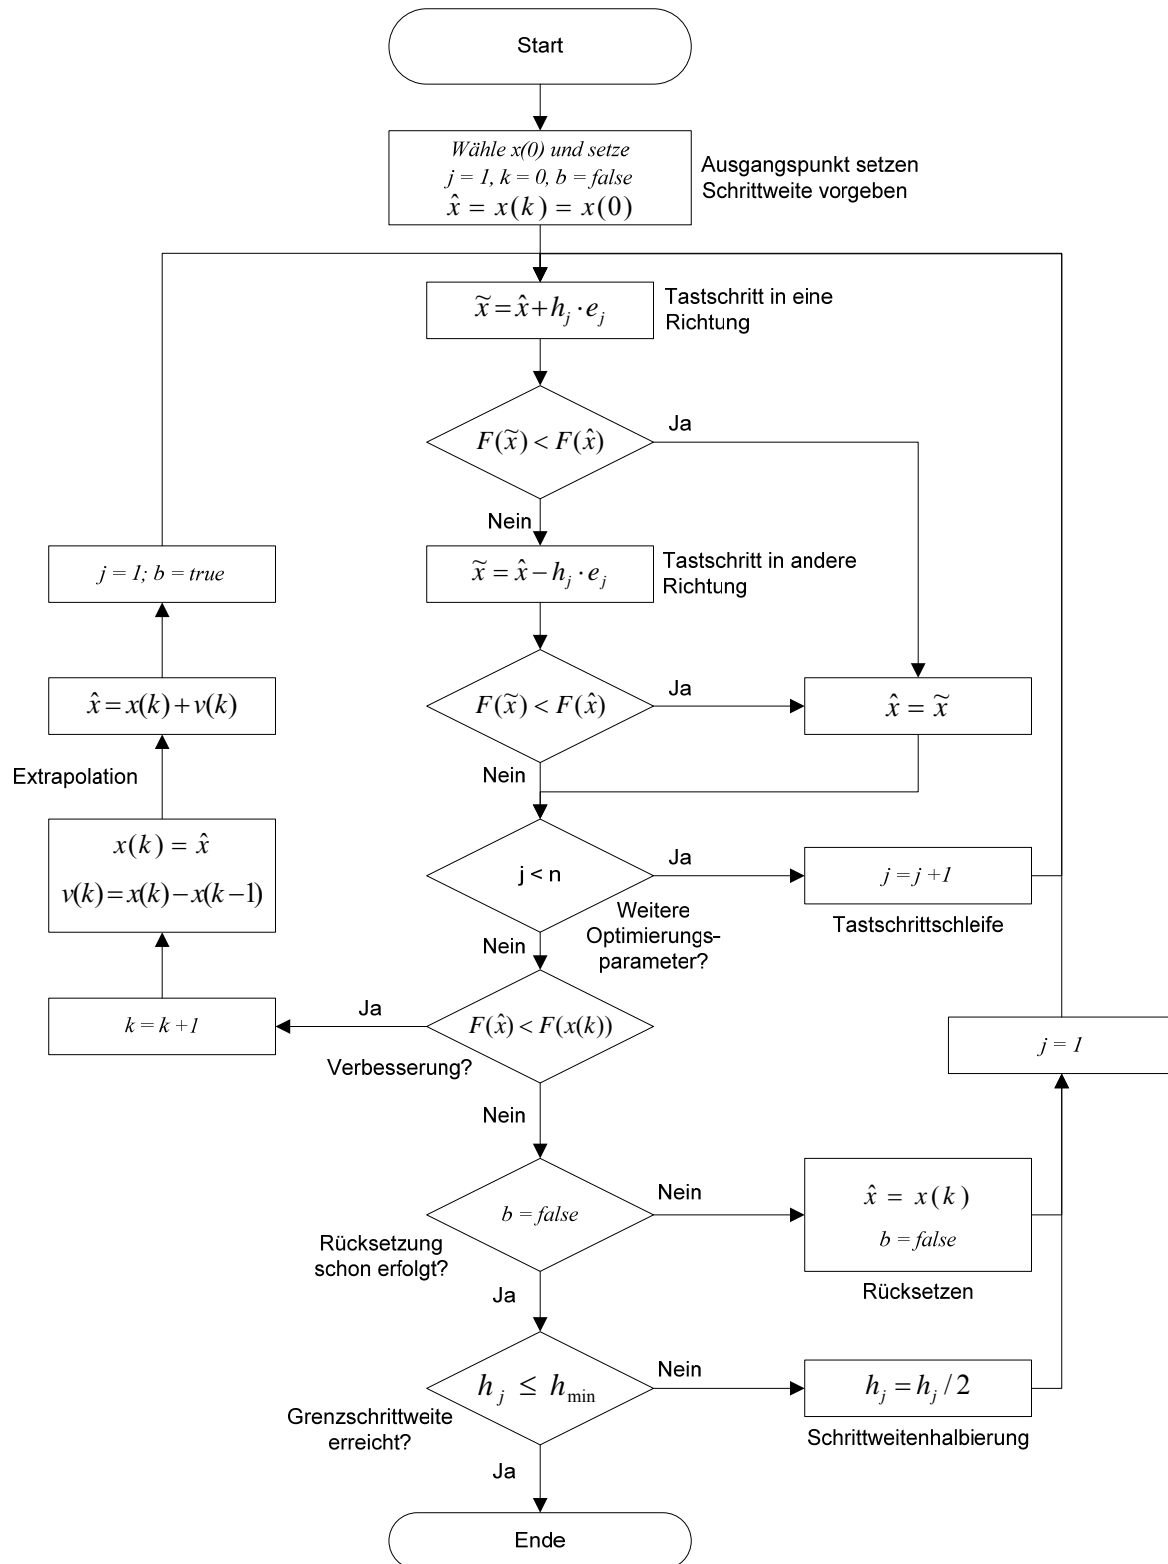 Start
Wähle x(0) und setze
j = 1, k = 0, b = false
x̂ = x(k) = x(0)
Ausgangspunkt setzen
Schrittweite vorgeben
x̃ = x̂ + h_j · e_j
Tastschritt in eine
Richtung
F(x̃) < F(x̂)
Ja
Nein
x̃ = x̂ − h_j · e_j
Tastschritt in andere
Richtung
j = 1; b = true
F(x̃) < F(x̂)
Ja
x̂ = x̃
Nein
x̂ = x(k) + v(k)
Extrapolation
x(k) = x̂
v(k) = x(k) − x(k−1)
j < n
Ja
j = j +1
Tastschrittschleife
Weitere
Optimierungs-
parameter?
Nein
F(x̂) < F(x(k))
Ja
Verbesserung?
k = k +1
j = 1
Nein
b = false
Nein
x̂ = x(k)
b = false
Rücksetzen
Rücksetzung
schon erfolgt?
Ja
h_j ≤ h_min
Nein
h_j = h_j / 2
Schrittweitenhalbierung
Grenzschrittweite
erreicht?
Ja
Ende